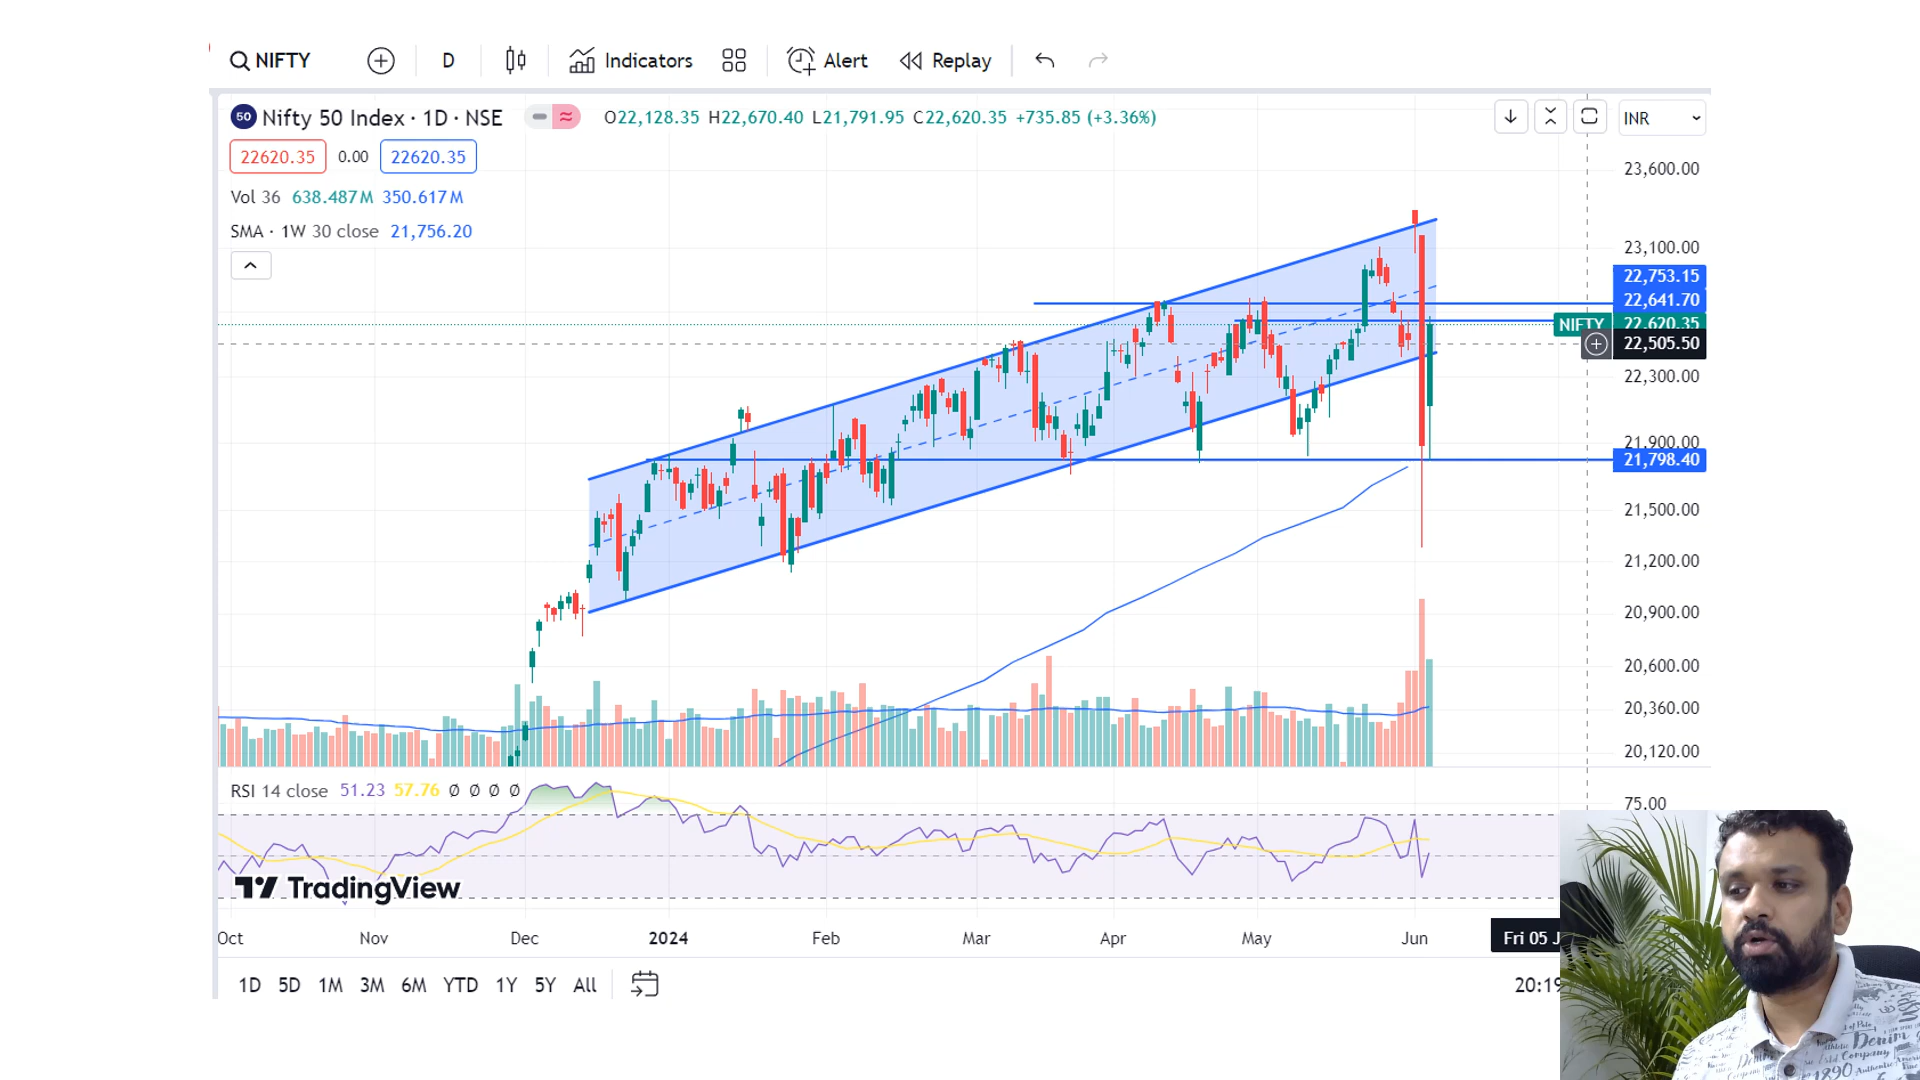 NIFTY D Indicators Alert Replay
50 Nifty 50 Index · 1D · NSE O22,128.35 H22,670.40 L21,791.95 C22,620.35 +735.85 (+3.36%) INR
22620.35 0.00 22620.35
Vol 36 638.487M 350.617M
SMA · 1W 30 close 21,756.20
23,600.00
23,100.00
22,753.15
22,641.70
NIFTY 22,620.35
22,505.50
22,300.00
21,900.00
21,798.40
21,500.00
21,200.00
20,900.00
20,600.00
20,360.00
20,120.00
RSI 14 close 51.23 57.76 Ø Ø Ø Ø
75.00
TradingView
Oct Nov Dec 2024 Feb Mar Apr May Jun Fri 05 J
1D 5D 1M 3M 6M YTD 1Y 5Y All 20:19
Denim
Company
1890 Authentic